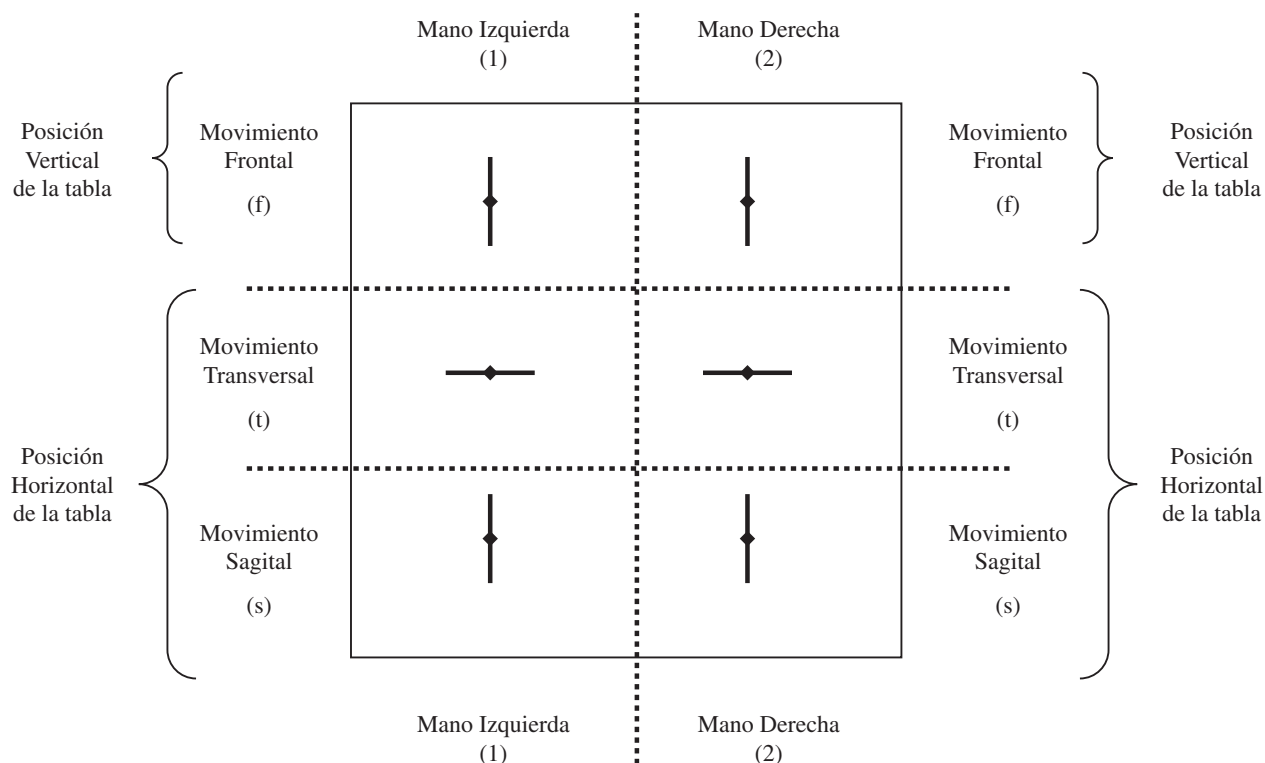 Mano Izquierda
(1)
Mano Derecha
(2)
Posición
Vertical
de la tabla
Movimiento
Frontal
(f)
Movimiento
Frontal
(f)
Posición
Vertical
de la tabla
Movimiento
Transversal
(t)
Movimiento
Transversal
(t)
Posición
Horizontal
de la tabla
Posición
Horizontal
de la tabla
Movimiento
Sagital
(s)
Movimiento
Sagital
(s)
Mano Izquierda
(1)
Mano Derecha
(2)